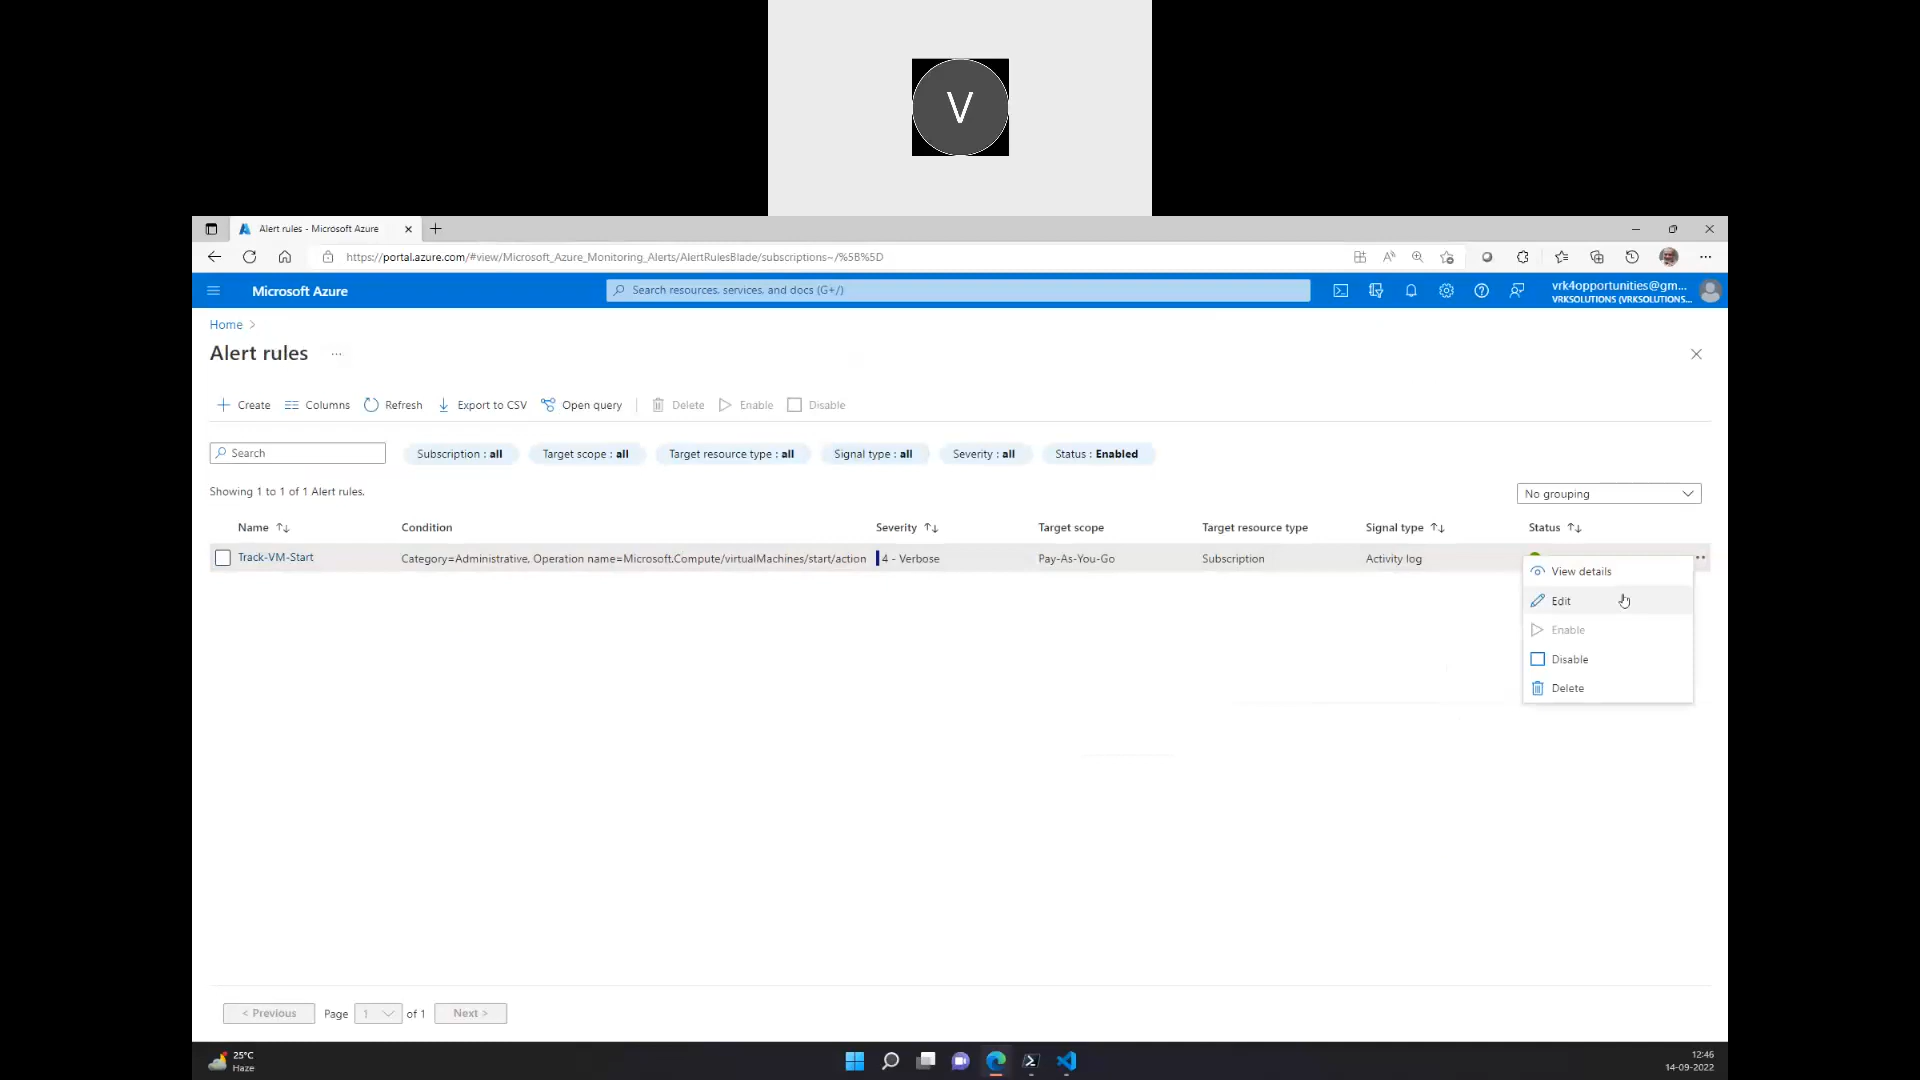 V
Alert rules - Microsoft Azure
https://portal.azure.com/#view/Microsoft_Azure_Monitoring_Alerts/AlertRulesBlade/subscriptions~/%5B%5D
Microsoft Azure
Search resources, services, and docs (G+/)
vrk4opportunities@gm...
VRKSOLUTIONS (VRKSOLUTIONS...
Home >
Alert rules ...
Create Columns Refresh Export to CSV Open query Delete Enable Disable
Search Subscription : all Target scope : all Target resource type : all Signal type : all Severity : all Status : Enabled
Showing 1 to 1 of 1 Alert rules. No grouping
Name Condition Severity Target scope Target resource type Signal type Status
Track-VM-Start Category=Administrative, Operation name=Microsoft.Compute/virtualMachines/start/action 4 - Verbose Pay-As-You-Go Subscription Activity log
View details
Edit
Enable
Disable
Delete
< Previous Page 1 of 1 Next >
25°C
Haze
12:46
14-09-2022